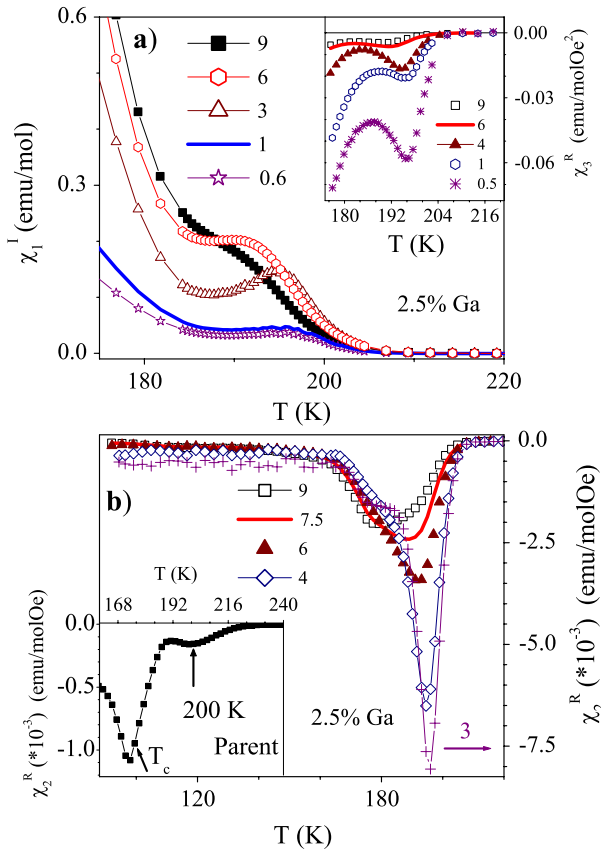 a)
0.6
0.3
0.0
χ₁ᴵ (emu/mol)
9
6
3
1
0.6
2.5% Ga
180 200 220
T (K)
0.00
-0.03
-0.06
χ₃ᴿ (emu/molOe²)
9
6
4
1
0.5
180 192 204 216
T (K)
b)
9
7.5
6
4
0.0
-2.5
-5.0
-7.5
χ₂ᴿ (*10⁻³) (emu/molOe)
T (K)
168 192 216 240
0.0
-0.5
-1.0
χ₂ᴿ (*10⁻³) (emu/molOe)
200 K
T_c
Parent
2.5% Ga
3
120 180
T (K)